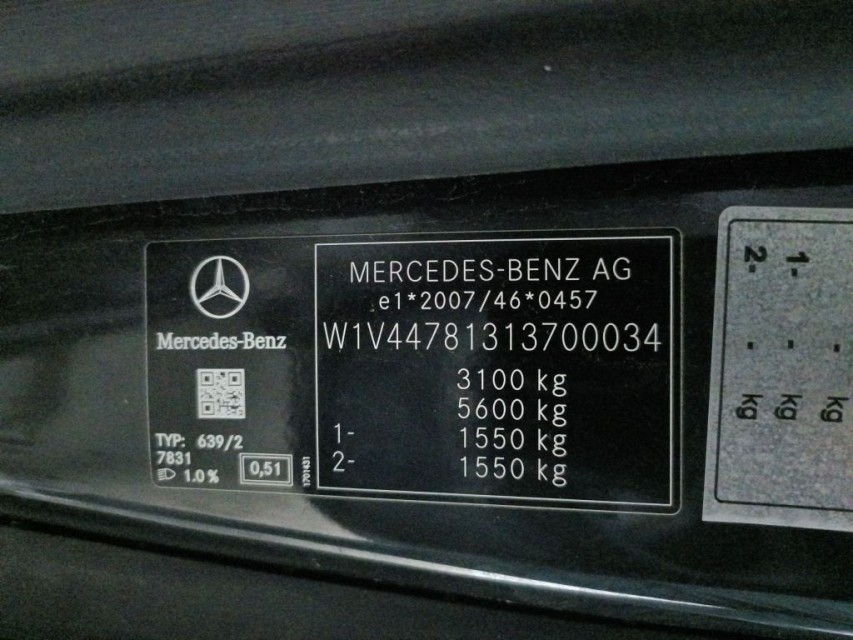 Mercedes-Benz
TYP: 639/2
7831
1.0 %
0,51
1701431
MERCEDES-BENZ AG
e1*2007/46*0457
W1V44781313700034
3100 kg
5600 kg
1- 1550 kg
2- 1550 kg
1- - kg
2- - kg
- kg